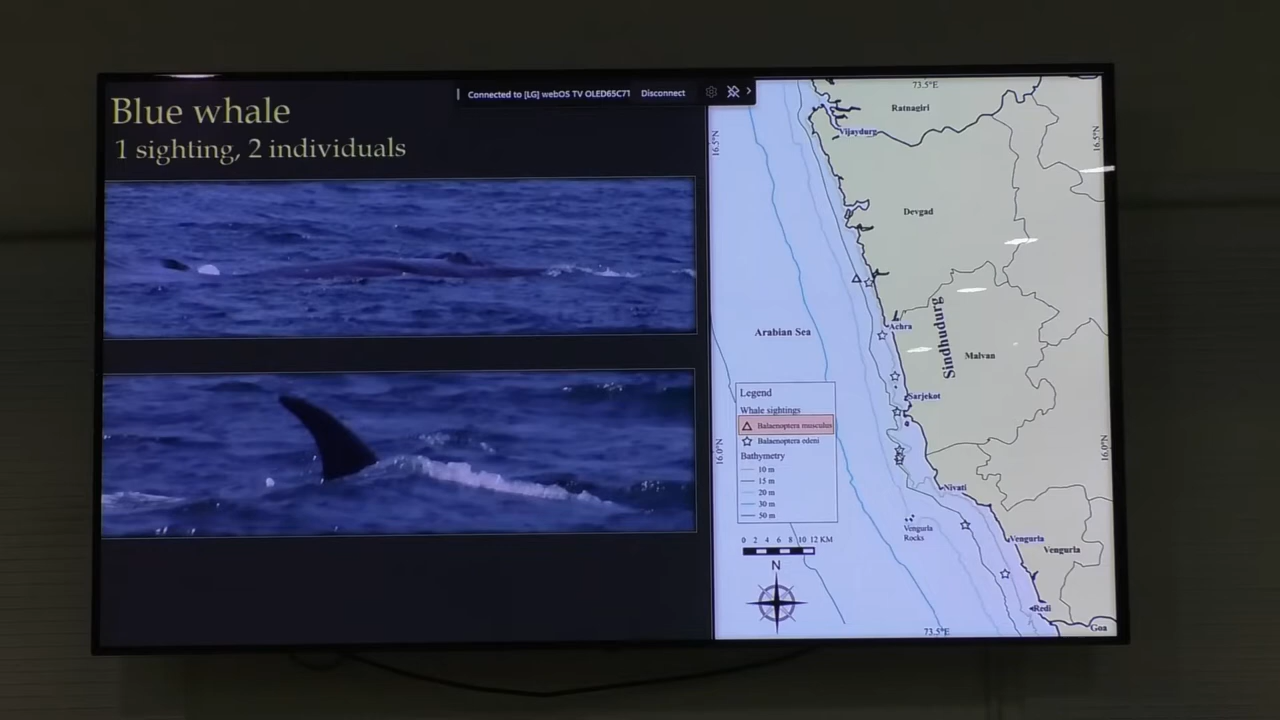 Blue whale
1 sighting, 2 individuals
Connected to [LG] webOS TV OLED65C7T Disconnect
73.5°E
Ratnagiri
Vijaydurg
16.5°N
16.5°N
Devgad
Arabian Sea
Achra
Sindhudurg
Malvan
Sarjekot
Legend
Whale sightings
Balaenoptera musculus
Balaenoptera edeni
Bathymetry
10 m
15 m
20 m
30 m
50 m
16.0°N
16.0°N
Nivati
Vengurla
Rocks
Vengurla
Vengurla
0 2 4 6 8 10 12 KM
N
Redi
Goa
73.5°E